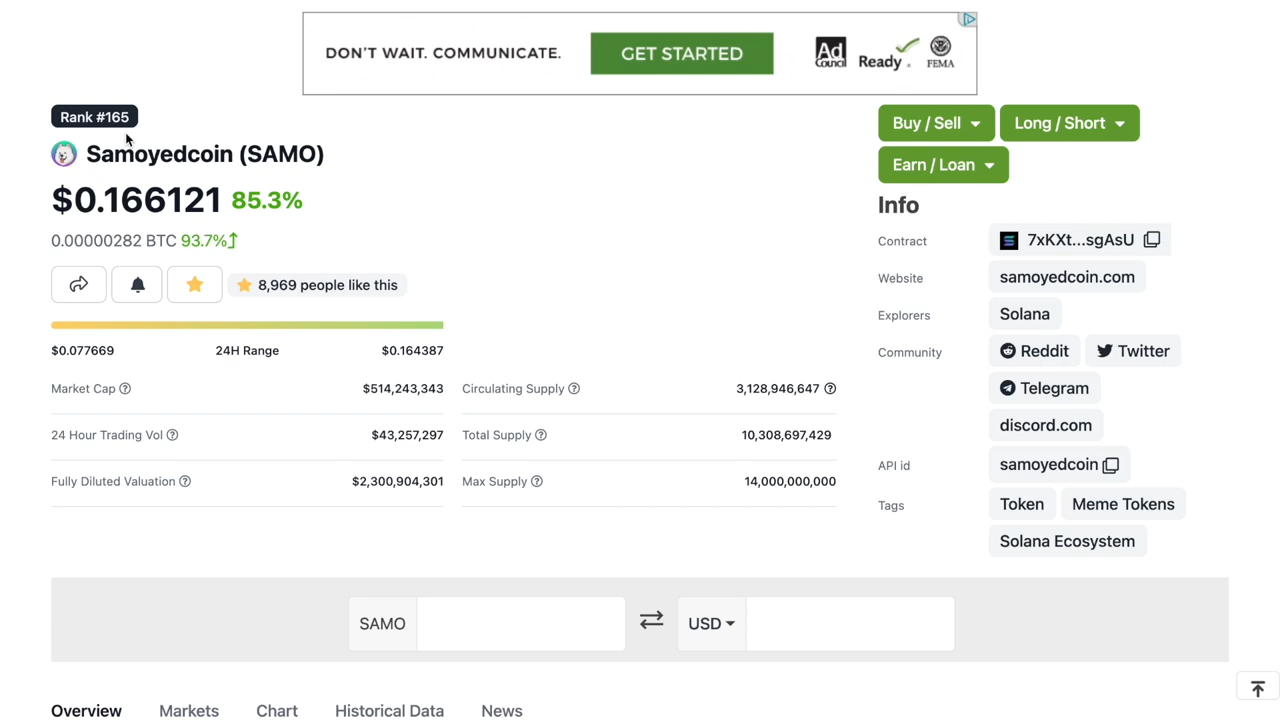 DON'T WAIT. COMMUNICATE.
GET STARTED
Ad Council
Ready
FEMA
Rank #165
Samoyedcoin (SAMO)
$0.166121 85.3%
0.00000282 BTC 93.7%
8,969 people like this
$0.077669 24H Range $0.164387
Market Cap $514,243,343
24 Hour Trading Vol $43,257,297
Fully Diluted Valuation $2,300,904,301
Circulating Supply 3,128,946,647
Total Supply 10,308,697,429
Max Supply 14,000,000,000
Buy / Sell Long / Short
Earn / Loan
Info
Contract 7xKXt...sgAsU
Website samoyedcoin.com
Explorers Solana
Community Reddit Twitter
Telegram
discord.com
API id samoyedcoin
Tags Token Meme Tokens
Solana Ecosystem
SAMO USD
Overview Markets Chart Historical Data News